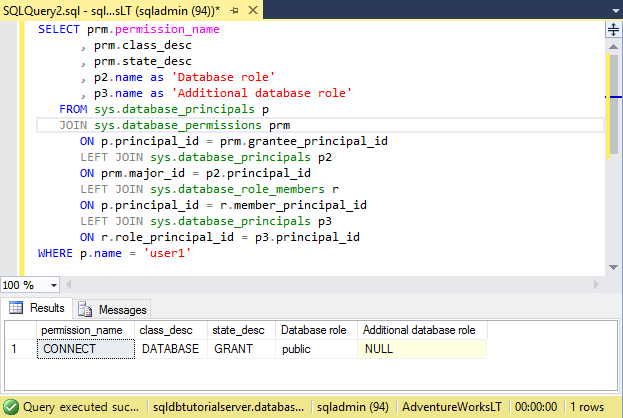 SQLQuery2.sql - sql...sLT (sqladmin (94))*
SELECT prm.permission_name
, prm.class_desc
, prm.state_desc
, p2.name as 'Database role'
, p3.name as 'Additional database role'
FROM sys.database_principals p
JOIN sys.database_permissions prm
ON p.principal_id = prm.grantee_principal_id
LEFT JOIN sys.database_principals p2
ON prm.major_id = p2.principal_id
LEFT JOIN sys.database_role_members r
ON p.principal_id = r.member_principal_id
LEFT JOIN sys.database_principals p3
ON r.role_principal_id = p3.principal_id
WHERE p.name = 'user1'
100 %
Results Messages
permission_name class_desc state_desc Database role Additional database role
1 CONNECT DATABASE GRANT public NULL
Query executed suc... sqldbtutorialserver.databas... sqladmin (94) AdventureWorksLT 00:00:00 1 rows